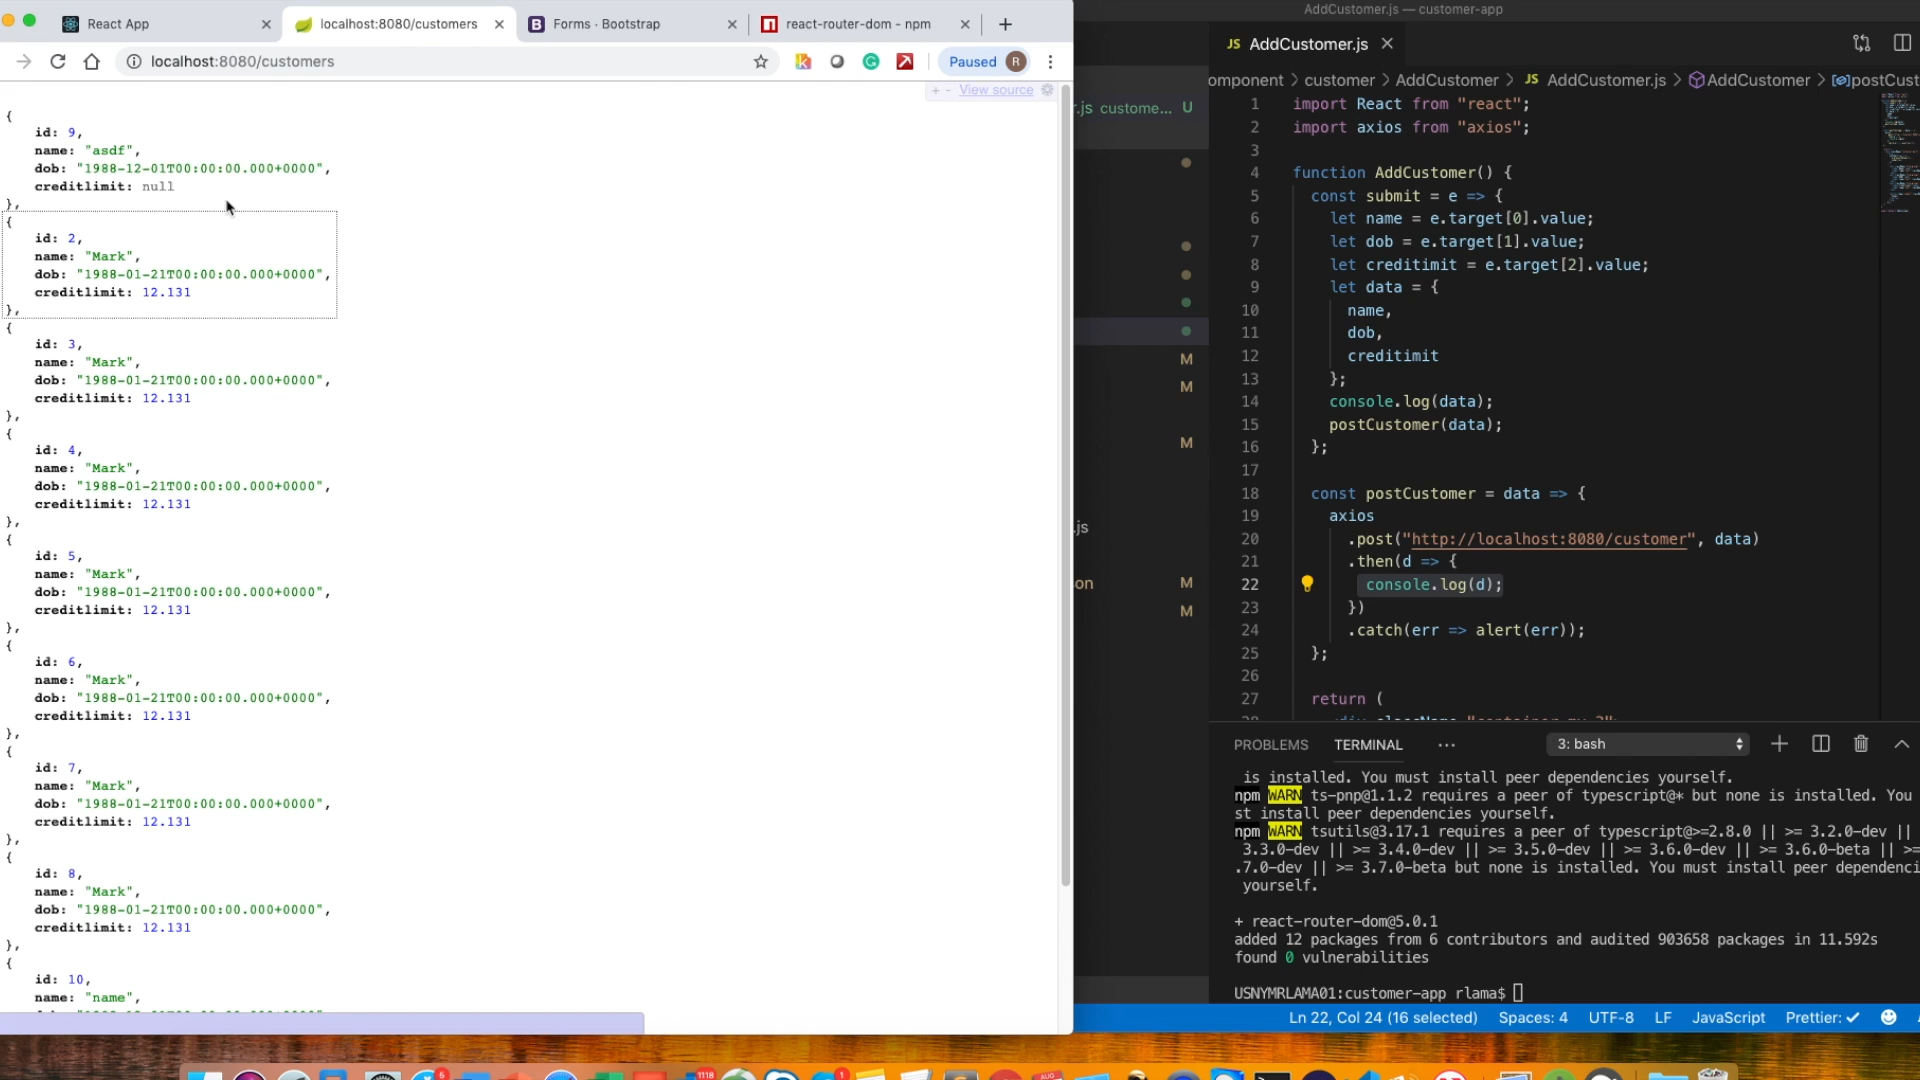 AddCustomer.js — customer-app
React App
localhost:8080/customers
B Forms · Bootstrap
react-router-dom - npm
localhost:8080/customers
Paused R
+ - View source
{
id: 9,
name: "asdf",
dob: "1988-12-01T00:00:00.000+0000",
creditlimit: null
},
{
id: 2,
name: "Mark",
dob: "1988-01-21T00:00:00.000+0000",
creditlimit: 12.131
},
{
id: 3,
name: "Mark",
dob: "1988-01-21T00:00:00.000+0000",
creditlimit: 12.131
},
{
id: 4,
name: "Mark",
dob: "1988-01-21T00:00:00.000+0000",
creditlimit: 12.131
},
{
id: 5,
name: "Mark",
dob: "1988-01-21T00:00:00.000+0000",
creditlimit: 12.131
},
{
id: 6,
name: "Mark",
dob: "1988-01-21T00:00:00.000+0000",
creditlimit: 12.131
},
{
id: 7,
name: "Mark",
dob: "1988-01-21T00:00:00.000+0000",
creditlimit: 12.131
},
{
id: 8,
name: "Mark",
dob: "1988-01-21T00:00:00.000+0000",
creditlimit: 12.131
},
{
id: 10,
name: "name",
.js custome... U
M
M
M
.js
on M
M
JS AddCustomer.js
omponent > customer > AddCustomer > JS AddCustomer.js > AddCustomer > postCust
1 import React from "react";
2 import axios from "axios";
3
4 function AddCustomer() {
5 const submit = e => {
6 let name = e.target[0].value;
7 let dob = e.target[1].value;
8 let creditimit = e.target[2].value;
9 let data = {
10 name,
11 dob,
12 creditimit
13 };
14 console.log(data);
15 postCustomer(data);
16 };
17
18 const postCustomer = data => {
19 axios
20 .post("http://localhost:8080/customer", data)
21 .then(d => {
22 console.log(d);
23 })
24 .catch(err => alert(err));
25 };
26
27 return (
PROBLEMS TERMINAL ··· 3: bash
is installed. You must install peer dependencies yourself.
npm WARN ts-pnp@1.1.2 requires a peer of typescript@* but none is installed. You
st install peer dependencies yourself.
npm WARN tsutils@3.17.1 requires a peer of typescript@>=2.8.0 || >= 3.2.0-dev ||
3.3.0-dev || >= 3.4.0-dev || >= 3.5.0-dev || >= 3.6.0-dev || >= 3.6.0-beta || >=
.7.0-dev || >= 3.7.0-beta but none is installed. You must install peer dependenci
yourself.
+ react-router-dom@5.0.1
added 12 packages from 6 contributors and audited 903658 packages in 11.592s
found 0 vulnerabilities
USNYMRLAMA01:customer-app rlama$
Ln 22, Col 24 (16 selected) Spaces: 4 UTF-8 LF JavaScript Prettier: ✓
5 1118 1 AUG